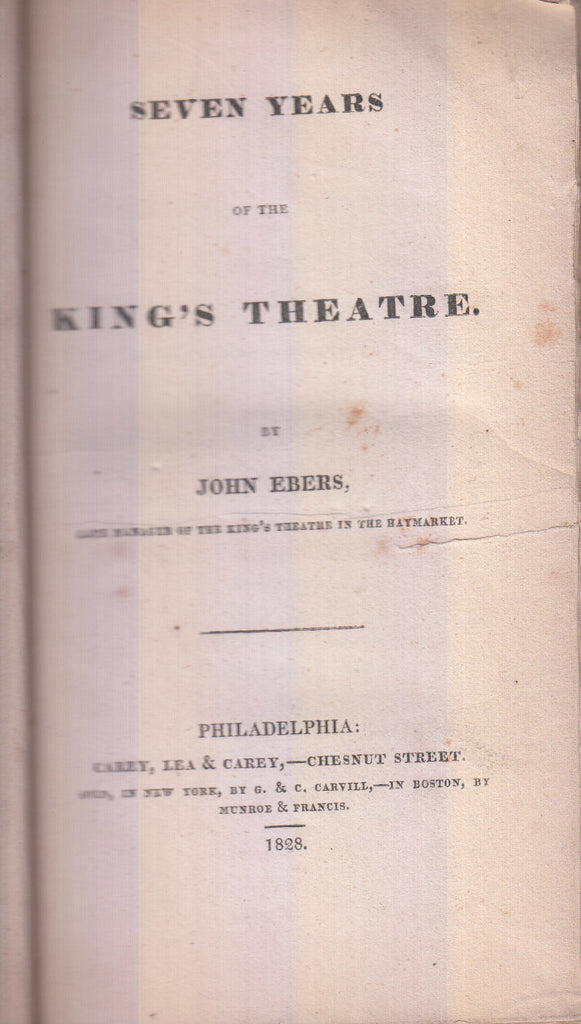 SEVEN YEARS
OF THE
KING'S THEATRE.
BY
JOHN EBERS,
LATE MANAGER OF THE KING'S THEATRE IN THE HAYMARKET.
PHILADELPHIA:
CAREY, LEA & CAREY,—CHESNUT STREET.
SOLD, IN NEW YORK, BY G. & C. CARVILL,—IN BOSTON, BY
MUNROE & FRANCIS.
1828.